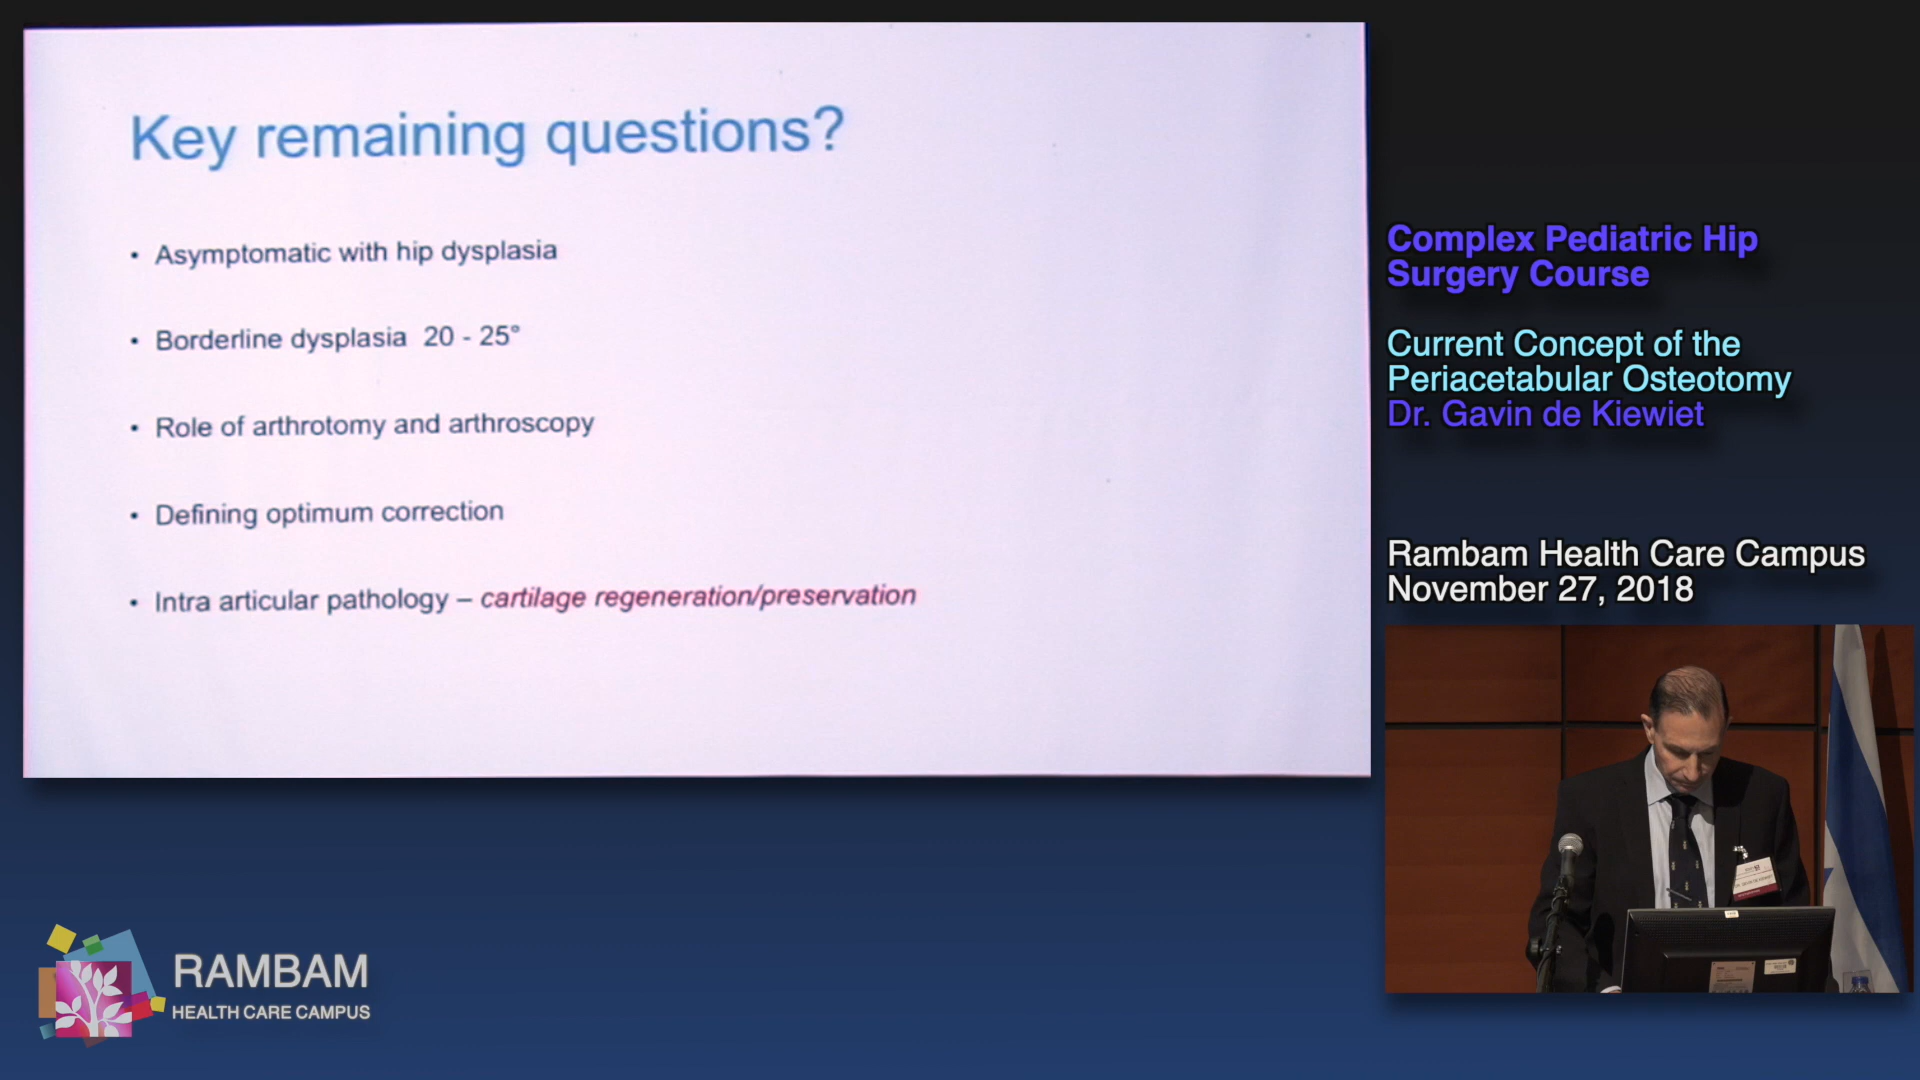 Key remaining questions?
• Asymptomatic with hip dysplasia
• Borderline dysplasia 20 - 25°
• Role of arthrotomy and arthroscopy
• Defining optimum correction
• Intra articular pathology – cartilage regeneration/preservation
Complex Pediatric Hip
Surgery Course
Current Concept of the
Periacetabular Osteotomy
Dr. Gavin de Kiewiet
Rambam Health Care Campus
November 27, 2018
RAMBAM
HEALTH CARE CAMPUS